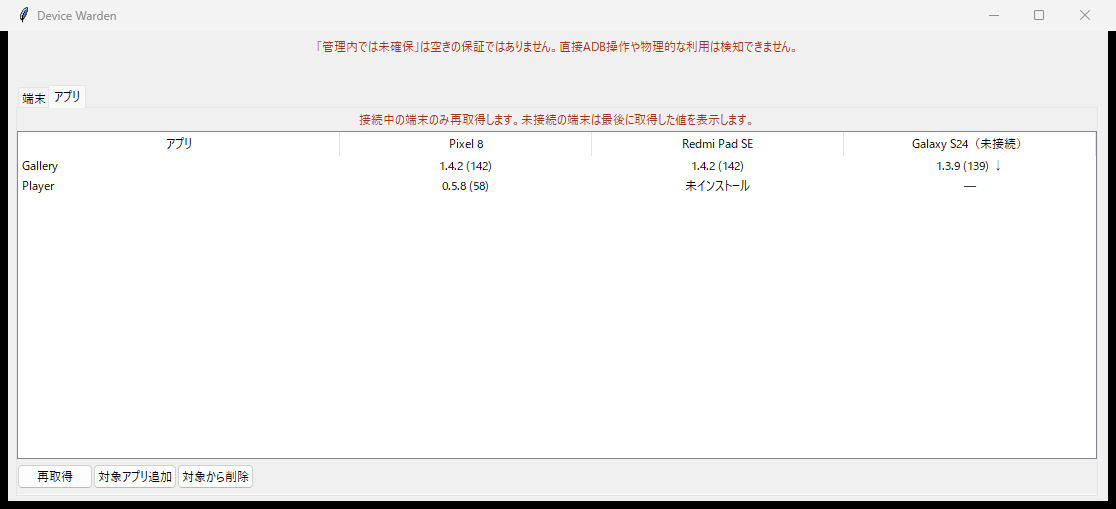 Device Warden
「管理内では未確保」は空きの保証ではありません。直接ADB操作や物理的な利用は検知できません。
端末 アプリ
接続中の端末のみ再取得します。未接続の端末は最後に取得した値を表示します。
アプリ Pixel 8 Redmi Pad SE Galaxy S24（未接続）
Gallery 1.4.2 (142) 1.4.2 (142) 1.3.9 (139) ↓
Player 0.5.8 (58) 未インストール —
再取得 対象アプリ追加 対象から削除